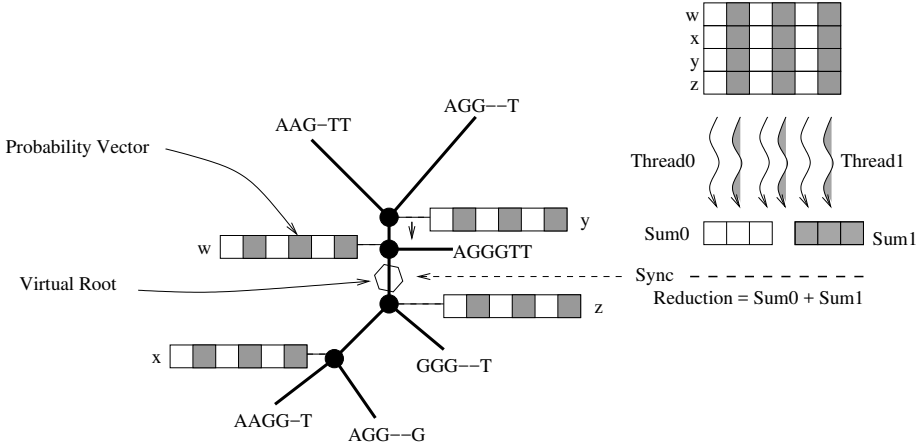 w
x
y
z
AGG−−T
AAG−TT
Probability Vector
Thread0
Thread1
y
w
AGGGTT
Sum0
Sum1
Virtual Root
Sync
Reduction = Sum0 + Sum1
z
x
GGG−−T
AAGG−T
AGG−−G